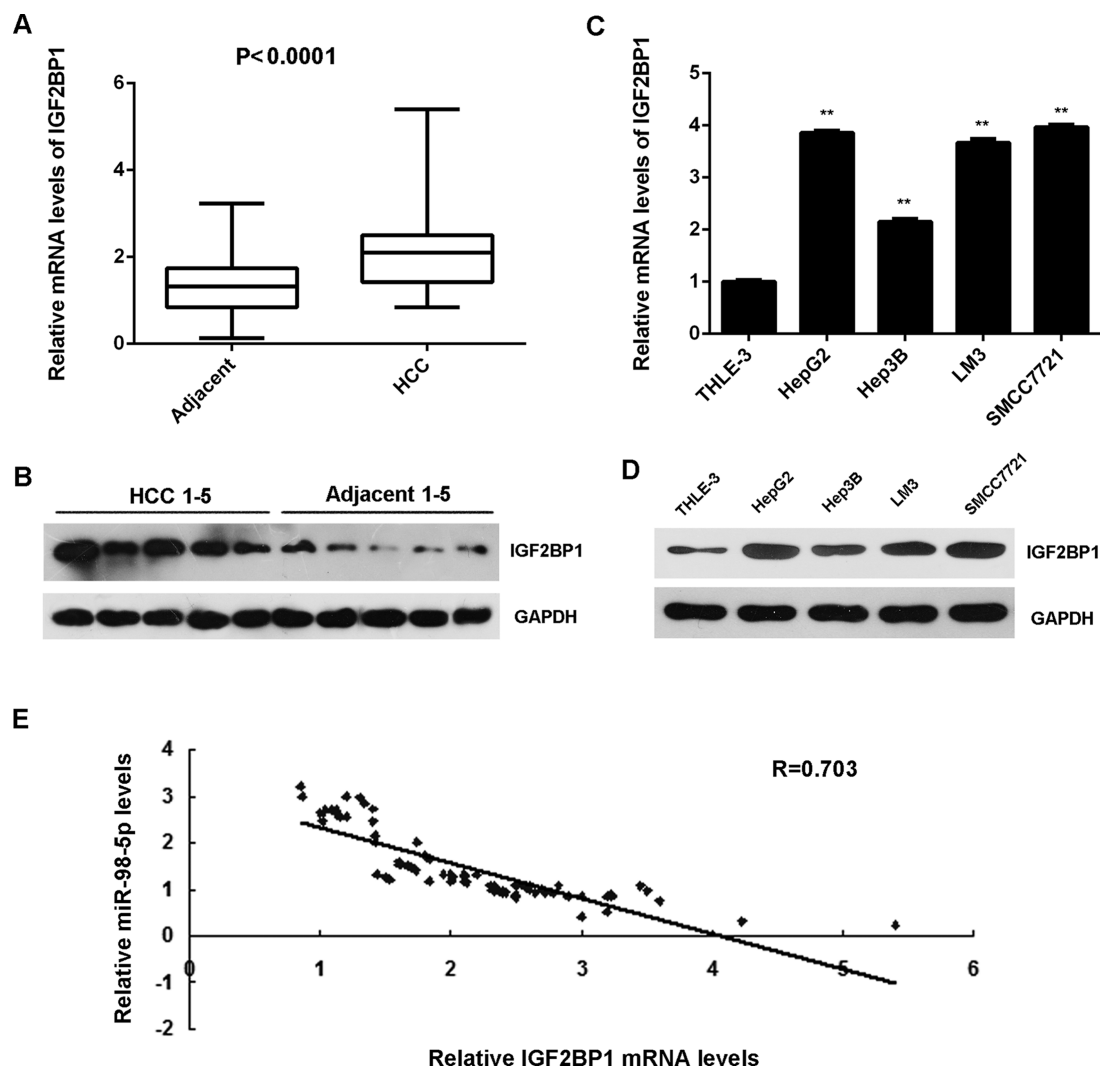 A
P< 0.0001
Relative mRNA levels of IGF2BP1
6
4
2
0
Adjacent
HCC
C
Relative mRNA levels of IGF2BP1
5
4
3
2
1
0
**
**
**
**
THLE-3
HepG2
Hep3B
LM3
SMCC7721
B
HCC 1-5
Adjacent 1-5
IGF2BP1
GAPDH
D
THLE-3
HepG2
Hep3B
LM3
SMCC7721
IGF2BP1
GAPDH
E
Relative miR-98-5p levels
4
3
2
1
0
-1
-2
R=0.703
0 1 2 3 4 5 6
Relative IGF2BP1 mRNA levels